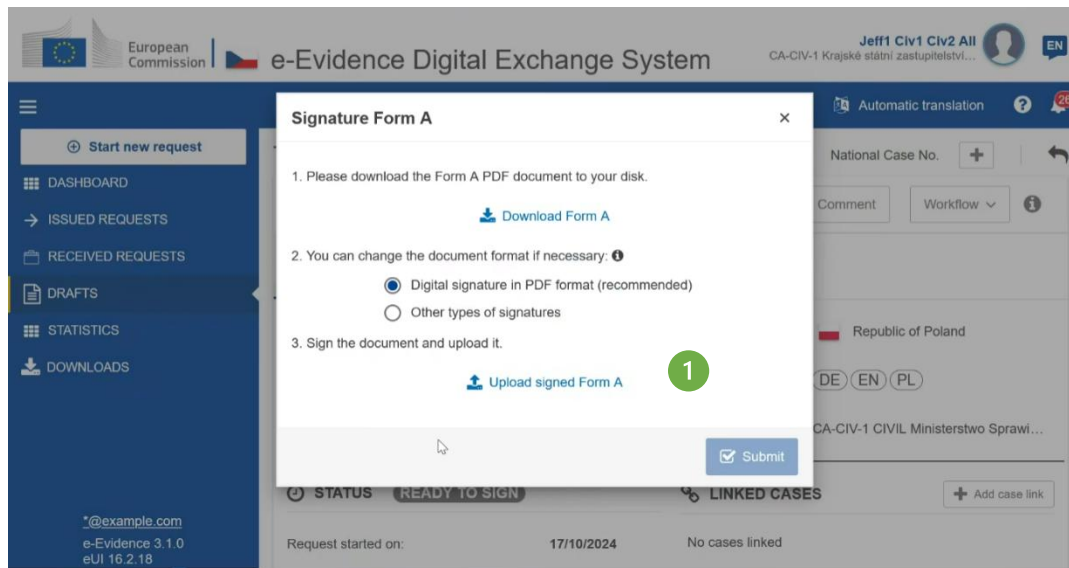 European
Commission
e-Evidence Digital Exchange System
Jeff1 Civ1 Civ2 All
CA-CIV-1 Krajské státní zastupitelství...
EN
Automatic translation
?
26
Start new request
National Case No.
DASHBOARD
ISSUED REQUESTS
RECEIVED REQUESTS
DRAFTS
STATISTICS
DOWNLOADS
Comment
Workflow
Signature Form A
×
1. Please download the Form A PDF document to your disk.
Download Form A
2. You can change the document format if necessary:
Digital signature in PDF format (recommended)
Other types of signatures
3. Sign the document and upload it.
Upload signed Form A
1
Submit
Republic of Poland
DE EN PL
CA-CIV-1 CIVIL Ministerstwo Sprawi...
STATUS READY TO SIGN
LINKED CASES
Add case link
Request started on: 17/10/2024
No cases linked
*@example.com
e-Evidence 3.1.0
eUI 16.2.18